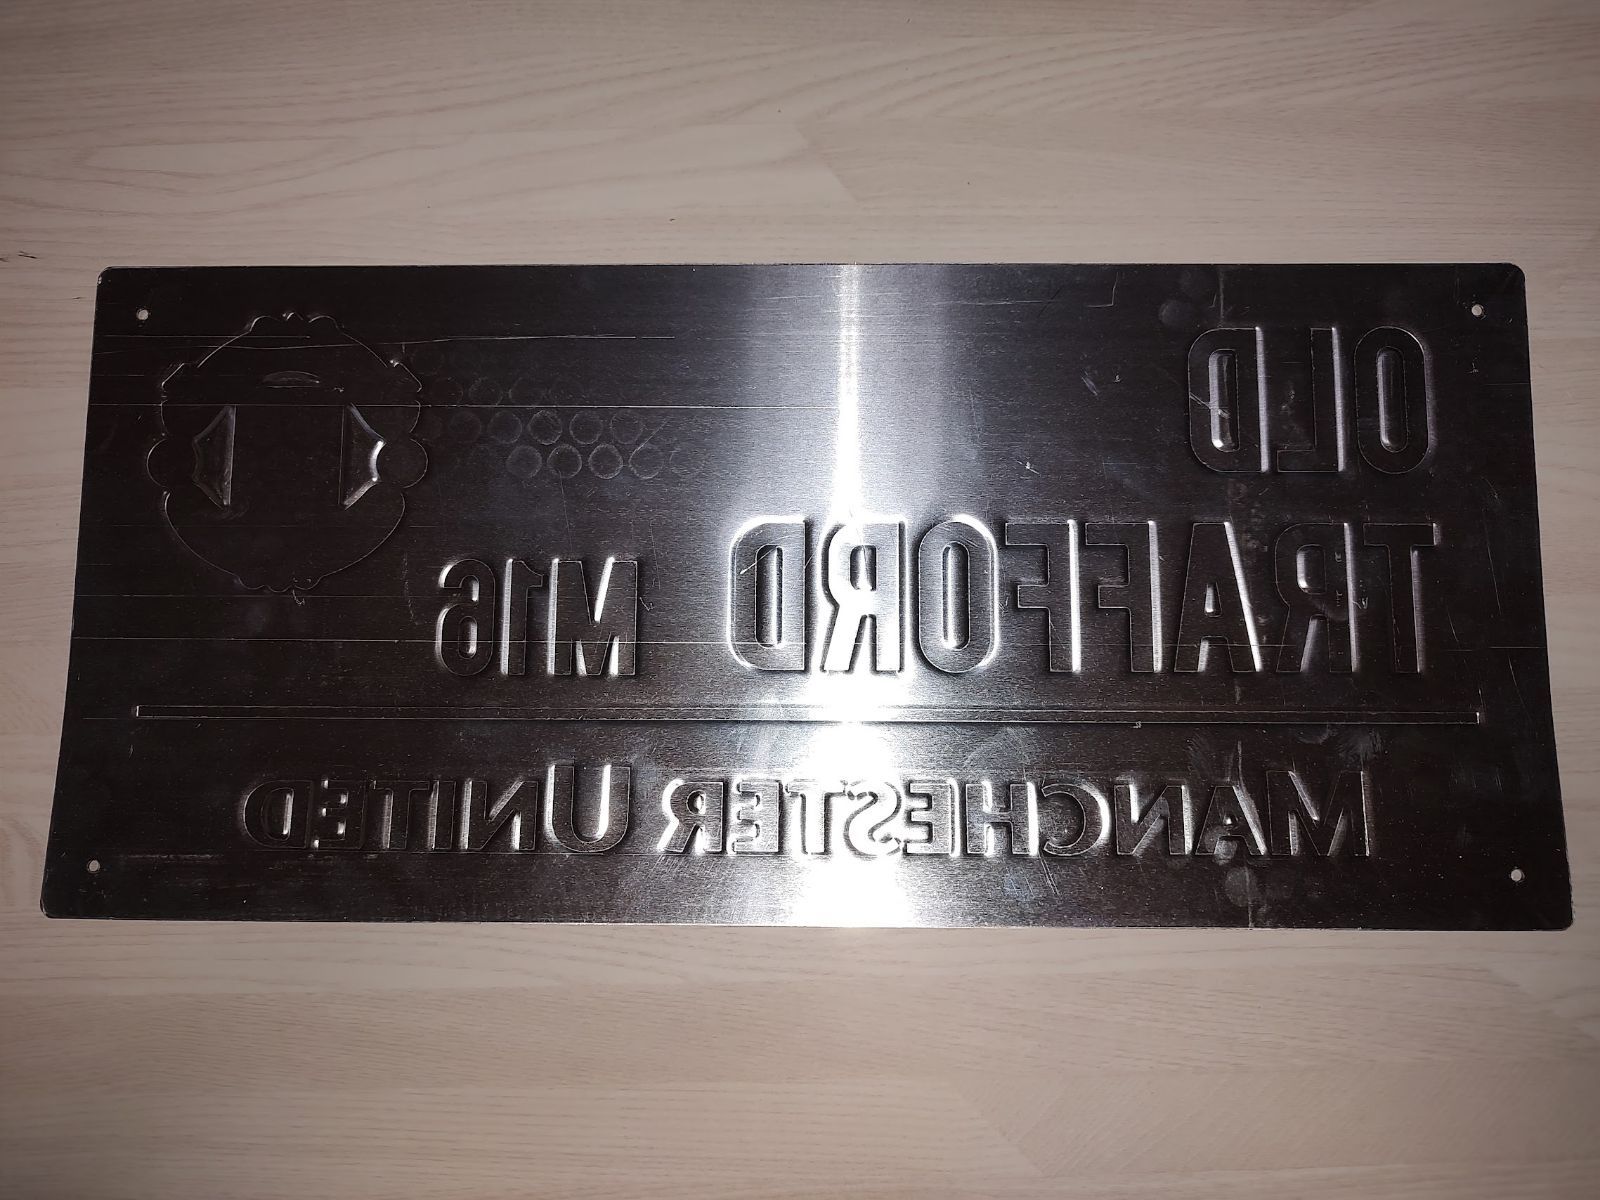 OLD
TRAFFORD M16
MANCHESTER UNITED